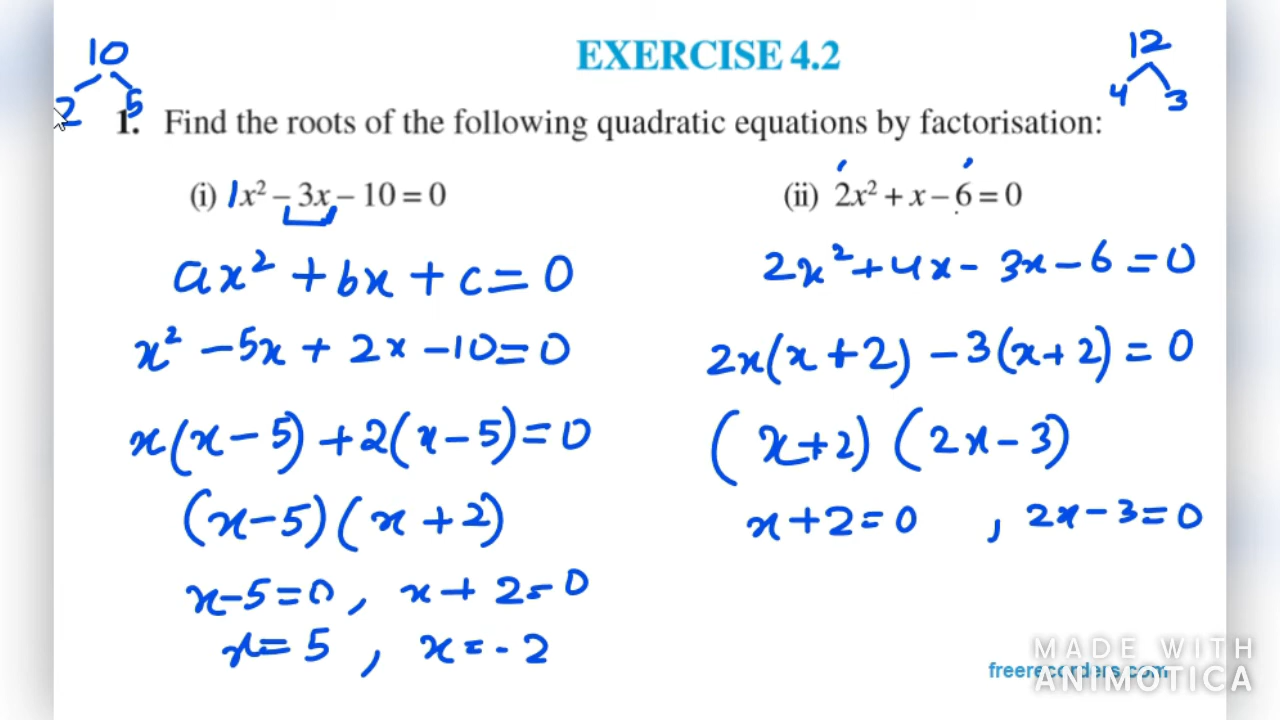 10
2 5
EXERCISE 4.2
12
4 3
1. Find the roots of the following quadratic equations by factorisation:
(i) 1x² – 3x – 10 = 0
(ii) 2x² + x – 6 = 0
ax² + bx + c = 0
x² - 5x + 2x - 10 = 0
x(x - 5) + 2(x - 5) = 0
(x - 5)(x + 2)
x - 5 = 0, x + 2 = 0
x = 5, x = -2
2x² + 4x - 3x - 6 = 0
2x(x + 2) - 3(x + 2) = 0
(x + 2)(2x - 3)
x + 2 = 0, 2x - 3 = 0
MADE WITH
ANIMOTICA
freerecorders.com